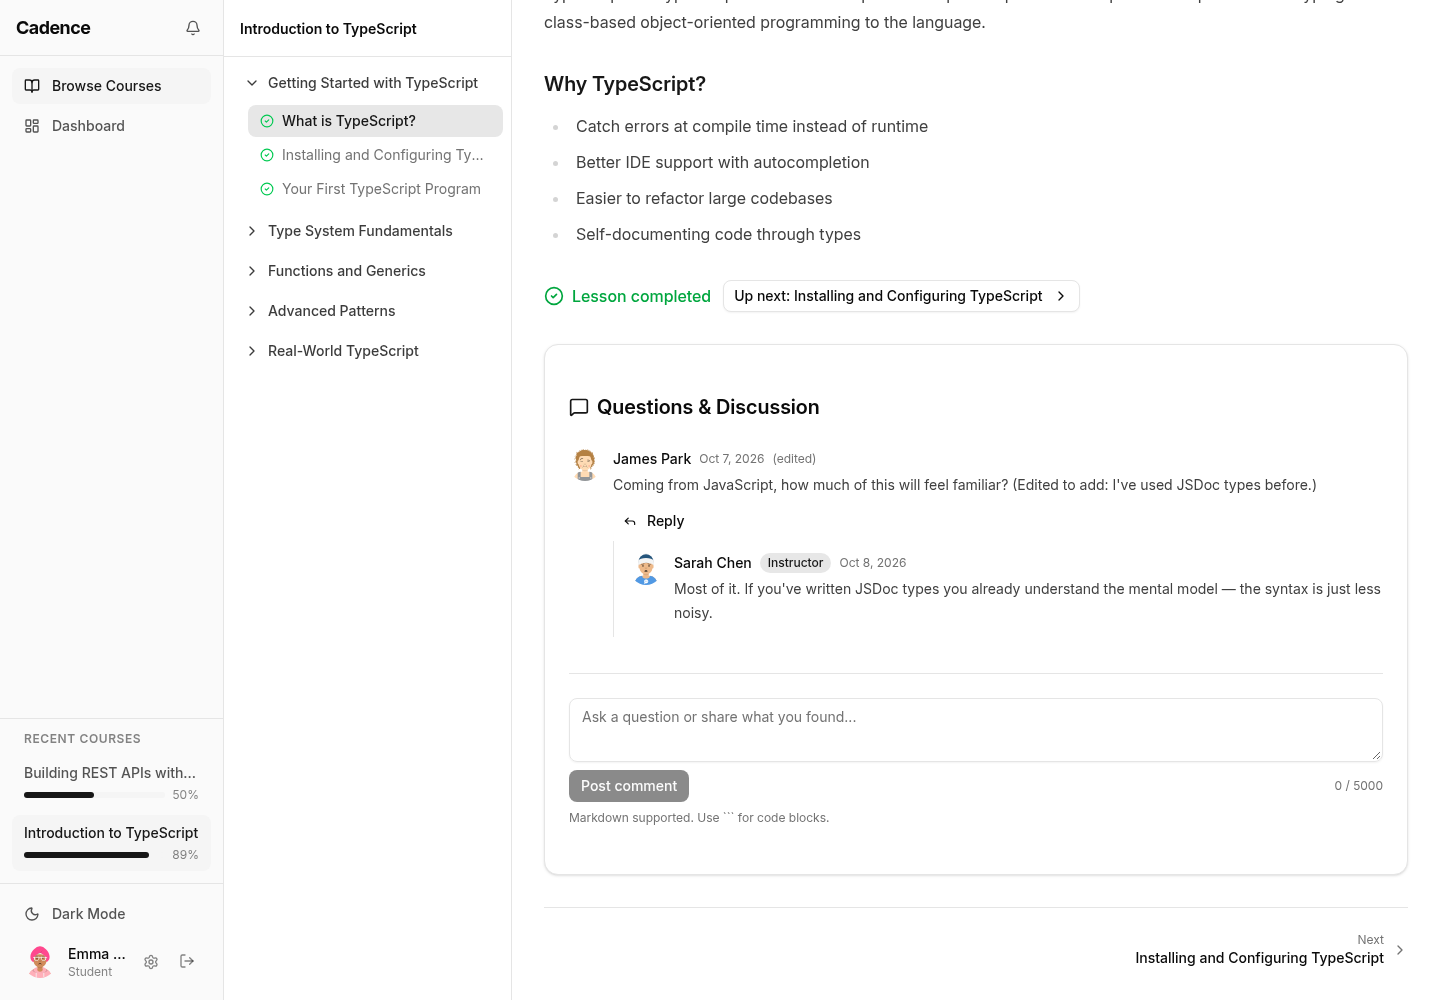 Cadence
Browse Courses
Dashboard
RECENT COURSES
Building REST APIs with...
50%
Introduction to TypeScript
89%
Dark Mode
Emma ...
Student
Introduction to TypeScript
Getting Started with TypeScript
What is TypeScript?
Installing and Configuring Ty...
Your First TypeScript Program
Type System Fundamentals
Functions and Generics
Advanced Patterns
Real-World TypeScript
class-based object-oriented programming to the language.
Why TypeScript?
Catch errors at compile time instead of runtime
Better IDE support with autocompletion
Easier to refactor large codebases
Self-documenting code through types
Lesson completed
Up next: Installing and Configuring TypeScript
Questions & Discussion
James Park Oct 7, 2026 (edited)
Coming from JavaScript, how much of this will feel familiar? (Edited to add: I've used JSDoc types before.)
Reply
Sarah Chen Instructor Oct 8, 2026
Most of it. If you've written JSDoc types you already understand the mental model — the syntax is just less
noisy.
Ask a question or share what you found...
Post comment
0 / 5000
Markdown supported. Use ``` for code blocks.
Next
Installing and Configuring TypeScript